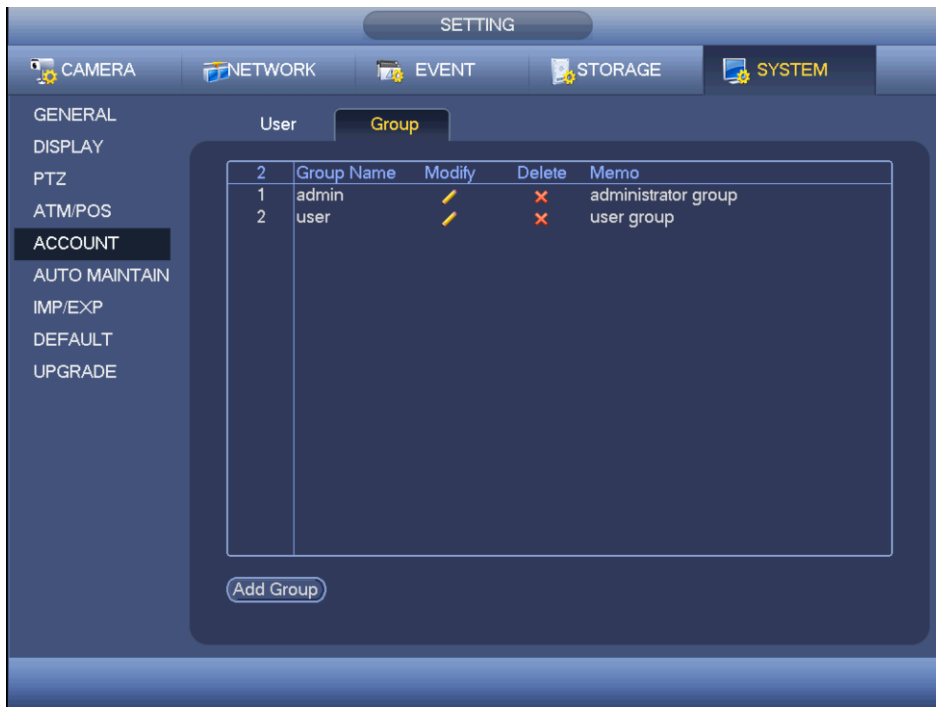 SETTING
CAMERA NETWORK EVENT STORAGE SYSTEM
GENERAL
DISPLAY
PTZ
ATM/POS
ACCOUNT
AUTO MAINTAIN
IMP/EXP
DEFAULT
UPGRADE
User Group
2 Group Name Modify Delete Memo
1 admin administrator group
2 user user group
Add Group